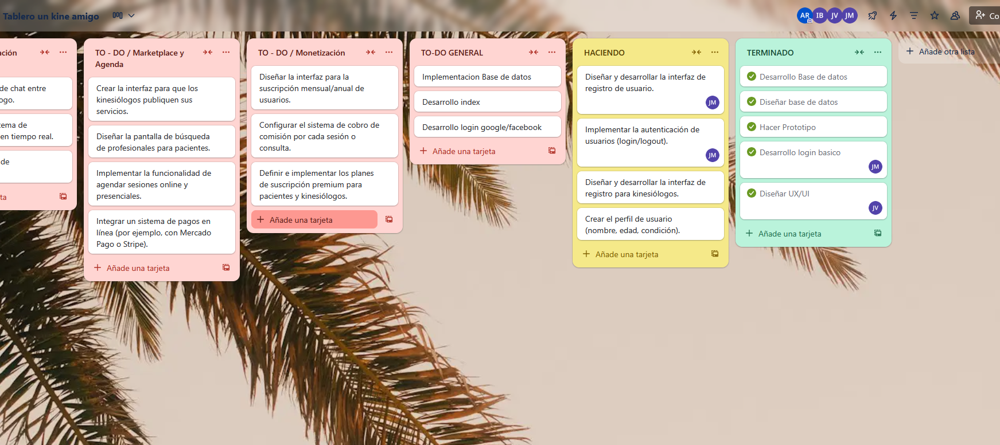 Tablero un kine amigo
AR
IB
JV
JM
Co
ción
de chat entre
ogo.
ema de
en tiempo real.
de
ta
TO - DO / Marketplace y
Agenda
Crear la interfaz para que los
kinesiólogos publiquen sus
servicios.
Diseñar la pantalla de búsqueda
de profesionales para pacientes.
Implementar la funcionalidad de
agendar sesiones online y
presenciales.
Integrar un sistema de pagos en
línea (por ejemplo, con Mercado
Pago o Stripe).
Añade una tarjeta
TO - DO / Monetización
Diseñar la interfaz para la
suscripción mensual/anual de
usuarios.
Configurar el sistema de cobro de
comisión por cada sesión o
consulta.
Definir e implementar los planes
de suscripción premium para
pacientes y kinesiólogos.
Añade una tarjeta
TO-DO GENERAL
Implementacion Base de datos
Desarrollo index
Desarrollo login google/facebook
Añade una tarjeta
HACIENDO
Diseñar y desarrollar la interfaz de
registro de usuario.
JM
Implementar la autenticación de
usuarios (login/logout).
JM
Diseñar y desarrollar la interfaz de
registro para kinesiólogos.
Crear el perfil de usuario
(nombre, edad, condición).
Añade una tarjeta
TERMINADO
Desarrollo Base de datos
Diseñar base de datos
Hacer Prototipo
Desarrollo login basico
JM
Diseñar UX/UI
JV
Añade una tarjeta
Añade otra lista